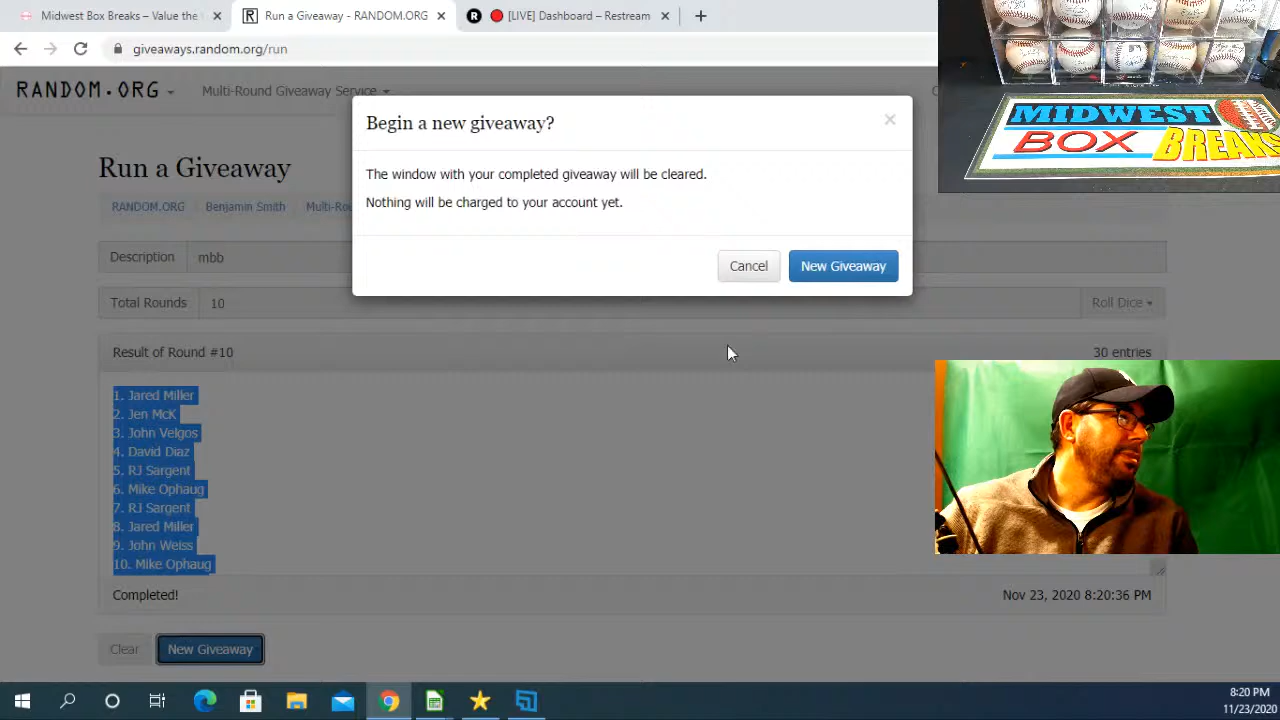 Midwest Box Breaks – Value the
Run a Giveaway - RANDOM.ORG
[LIVE] Dashboard – Restream
giveaways.random.org/run
RANDOM.ORG
Multi-Round Giveaway Service
Begin a new giveaway?
The window with your completed giveaway will be cleared.
Nothing will be charged to your account yet.
Cancel
New Giveaway
MIDWEST
BOX BREAKS
Run a Giveaway
RANDOM.ORG
Benjamin Smith
Description
mbb
Total Rounds
10
Roll Dice
Result of Round #10
30 entries
1. Jared Miller
2. Jen McK
3. John Velgos
4. David Diaz
5. RJ Sargent
6. Mike Ophaug
7. RJ Sargent
8. Jared Miller
9. John Weiss
10. Mike Ophaug
Completed!
Nov 23, 2020 8:20:36 PM
Clear
New Giveaway
8:20 PM
11/23/2020